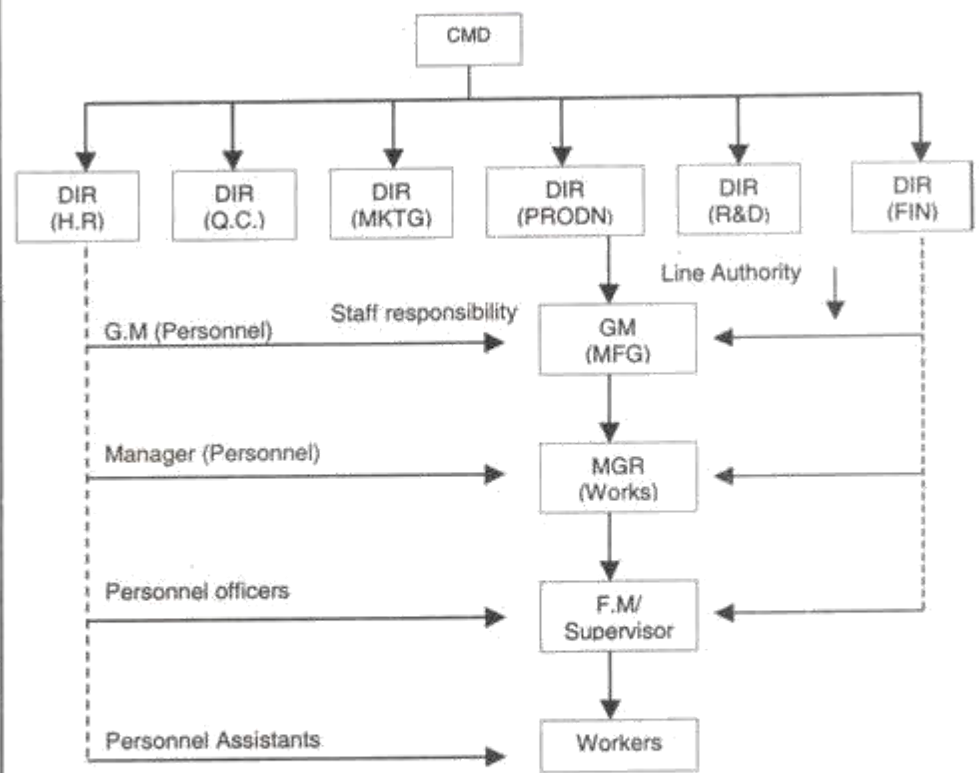 CMD
DIR
(H.R)
DIR
(Q.C.)
DIR
(MKTG)
DIR
(PRODN)
DIR
(R&D)
DIR
(FIN)
Line Authority
Staff responsibility
G.M (Personnel)
GM
(MFG)
Manager (Personnel)
MGR
(Works)
Personnel officers
F.M/
Supervisor
Personnel Assistants
Workers